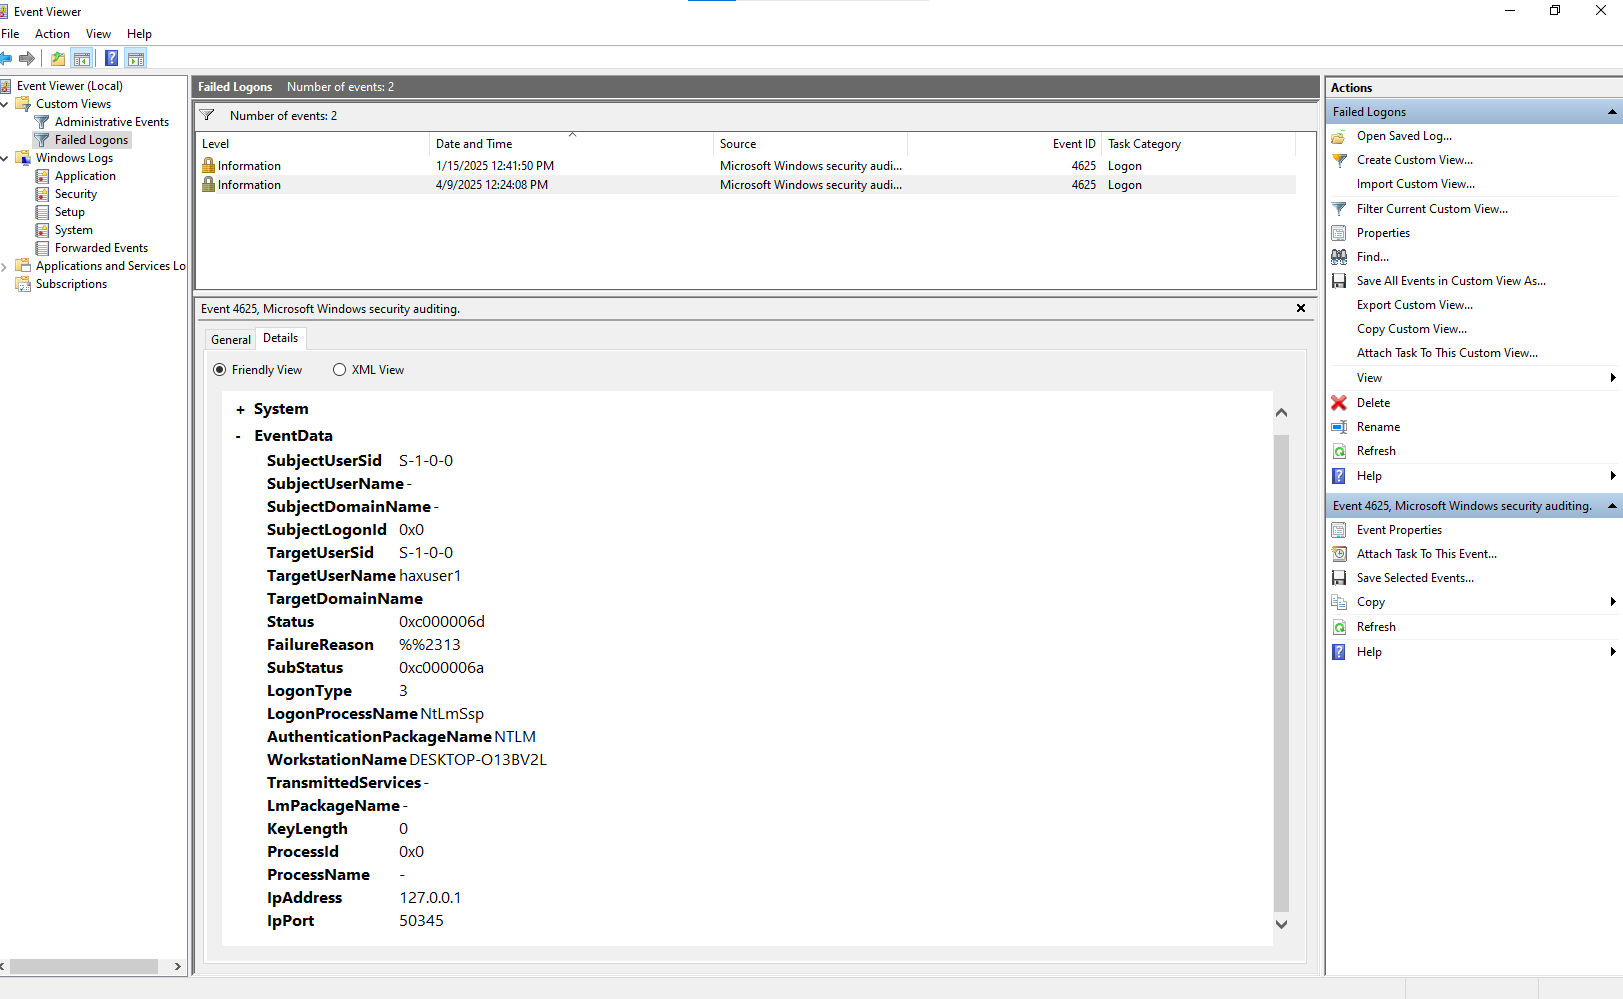 Event Viewer
File Action View Help
Event Viewer (Local)
Custom Views
Administrative Events
Failed Logons
Windows Logs
Application
Security
Setup
System
Forwarded Events
Applications and Services Lo
Subscriptions
Failed Logons Number of events: 2
Number of events: 2
Level Date and Time Source Event ID Task Category
Information 1/15/2025 12:41:50 PM Microsoft Windows security audi... 4625 Logon
Information 4/9/2025 12:24:08 PM Microsoft Windows security audi... 4625 Logon
Event 4625, Microsoft Windows security auditing.
General Details
Friendly View XML View
+ System
- EventData
SubjectUserSid S-1-0-0
SubjectUserName -
SubjectDomainName -
SubjectLogonId 0x0
TargetUserSid S-1-0-0
TargetUserName haxuser1
TargetDomainName
Status 0xc000006d
FailureReason %%2313
SubStatus 0xc000006a
LogonType 3
LogonProcessName NtLmSsp
AuthenticationPackageName NTLM
WorkstationName DESKTOP-O13BV2L
TransmittedServices -
LmPackageName -
KeyLength 0
ProcessId 0x0
ProcessName -
IpAddress 127.0.0.1
IpPort 50345
Actions
Failed Logons
Open Saved Log...
Create Custom View...
Import Custom View...
Filter Current Custom View...
Properties
Find...
Save All Events in Custom View As...
Export Custom View...
Copy Custom View...
Attach Task To This Custom View...
View
Delete
Rename
Refresh
Help
Event 4625, Microsoft Windows security auditing.
Event Properties
Attach Task To This Event...
Save Selected Events...
Copy
Refresh
Help